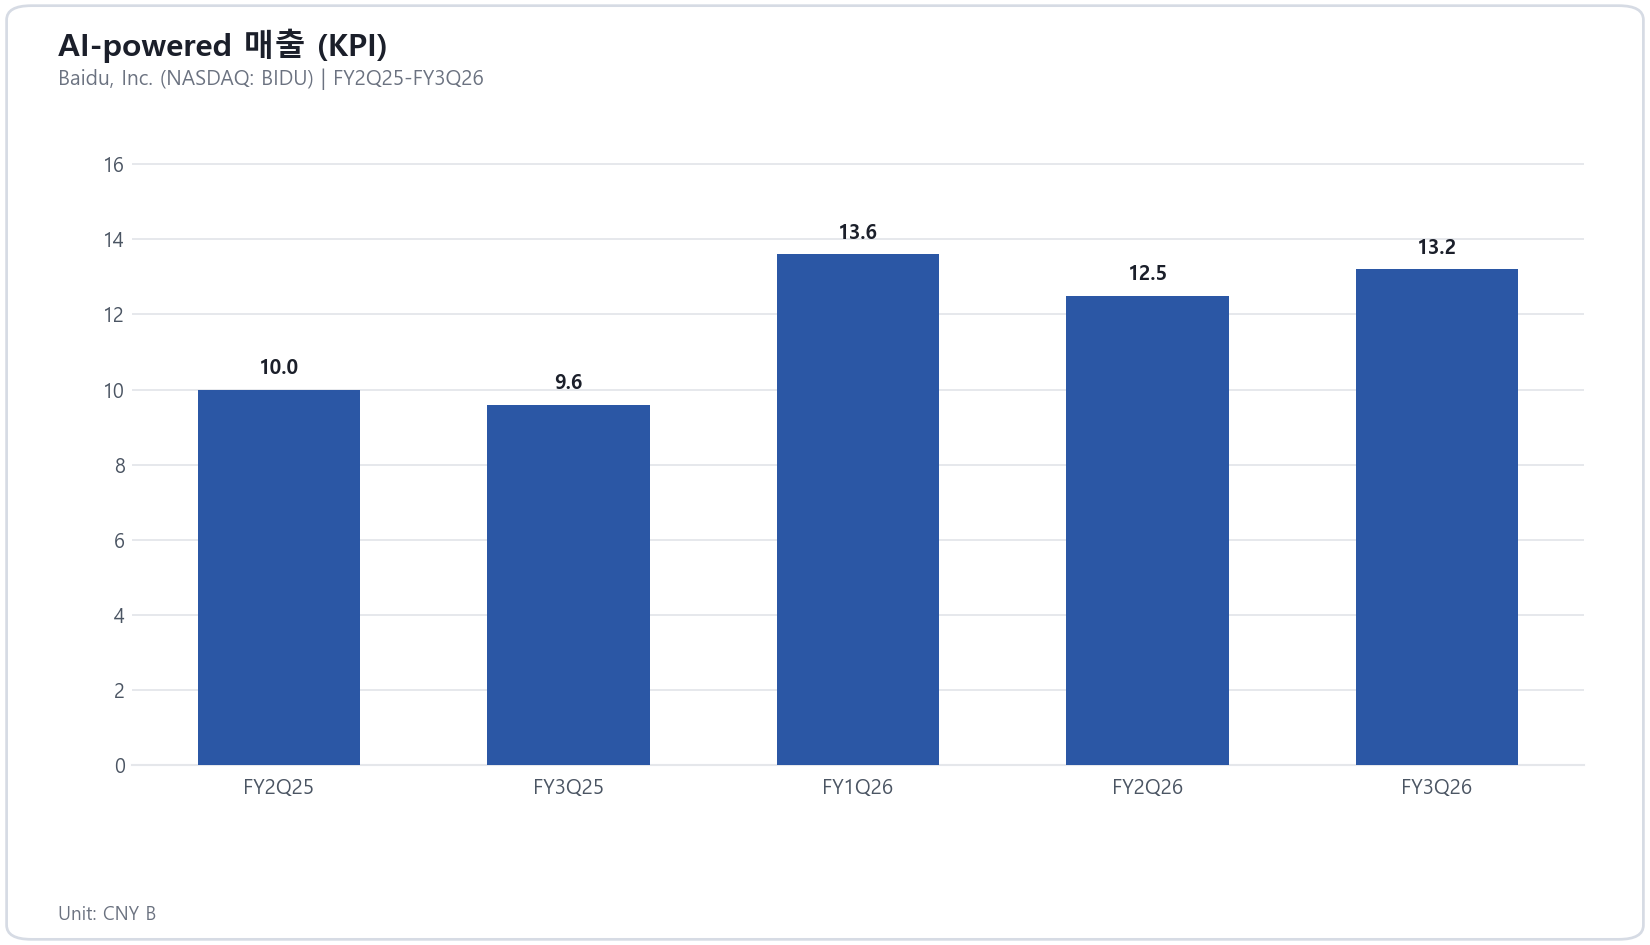 AI-powered 매출 (KPI)
Baidu, Inc. (NASDAQ: BIDU) | FY2Q25-FY3Q26
16
14
12
10
8
6
4
2
0
10.0
9.6
13.6
12.5
13.2
FY2Q25
FY3Q25
FY1Q26
FY2Q26
FY3Q26
Unit: CNY B